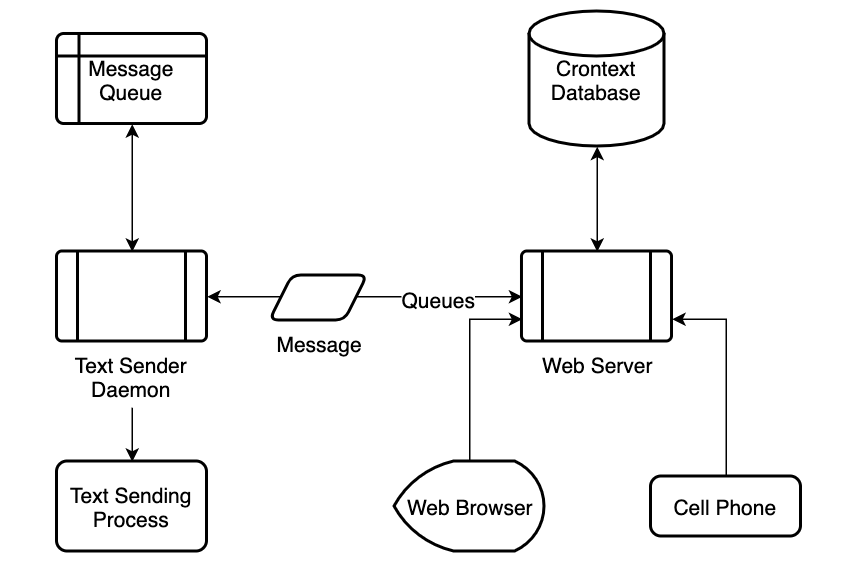 Message
Queue
Crontext
Database
Queues
Message
Text Sender
Daemon
Web Server
Text Sending
Process
Web Browser
Cell Phone